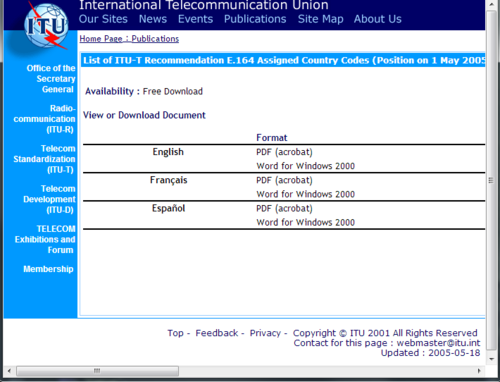 International Telecommunication Union
Our Sites News Events Publications Site Map About Us
ITU
Home Page : Publications
Office of the Secretary General
Radio-communication (ITU-R)
Telecom Standardization (ITU-T)
Telecom Development (ITU-D)
TELECOM Exhibitions and Forum
Membership
List of ITU-T Recommendation E.164 Assigned Country Codes (Position on 1 May 2005
Availability : Free Download
View or Download Document
Format
English PDF (acrobat)
Word for Windows 2000
Français PDF (acrobat)
Word for Windows 2000
Español PDF (acrobat)
Word for Windows 2000
Top - Feedback - Privacy - Copyright © ITU 2001 All Rights Reserved
Contact for this page : webmaster@itu.int
Updated : 2005-05-18